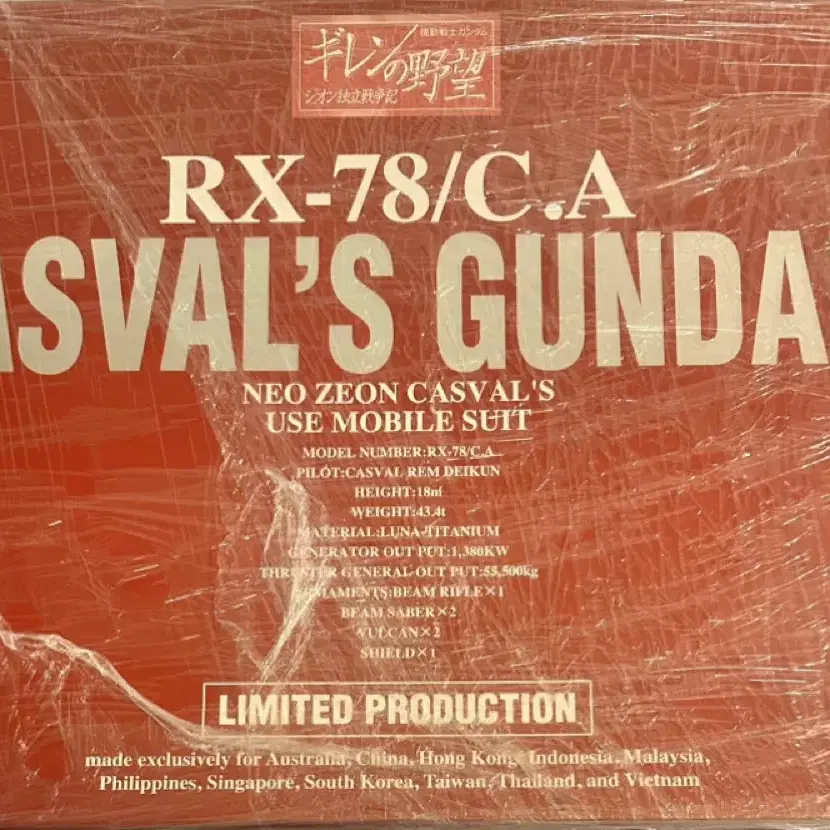 機動戦士ガンダム
ギレンの野望
ジオン独立戦争記
RX-78/C.A
ASVAL'S GUNDA
NEO ZEON CASVAL'S
USE MOBILE SUIT
MODEL NUMBER:RX-78/C.A
PILOT:CASVAL REM DEIKUN
HEIGHT:18m
WEIGHT:43.4t
MATERIAL:LUNA-TITANIUM
GENERATOR OUT PUT:1,380KW
THRUSTER GENERAL OUT PUT:55,500kg
ARMAMENTS:BEAM RIFLE×1
BEAM SABER×2
VULCAN×2
SHIELD×1
LIMITED PRODUCTION
made exclusively for Australia, China, Hong Kong, Indonesia, Malaysia,
Philippines, Singapore, South Korea, Taiwan, Thailand, and Vietnam